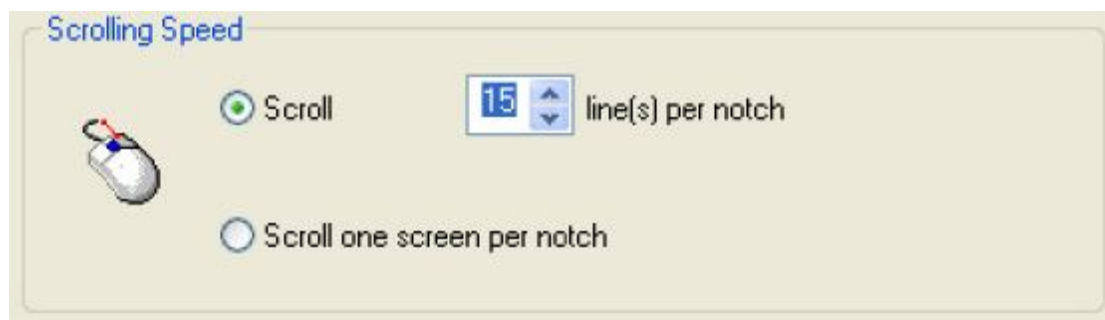 Scrolling Speed
Scroll 15 line(s) per notch
Scroll one screen per notch